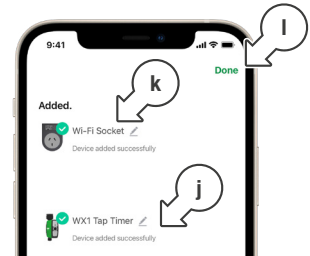 l
9:41
Done
k
Added.
Wi-Fi Socket
Device added successfully
j
WX1 Tap Timer
Device added successfully